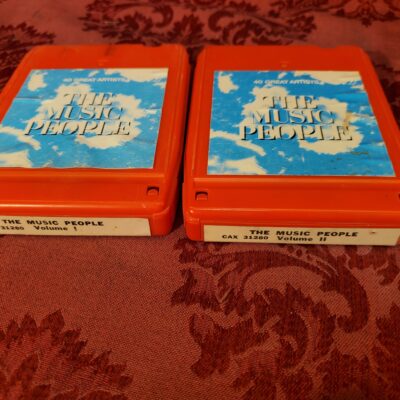 40 GREAT ARTISTS
THE
MUSIC
PEOPLE
THE MUSIC PEOPLE
31280 Volume I
40 GREAT ARTISTS
THE
MUSIC
PEOPLE
THE MUSIC PEOPLE
CAX 31280 Volume II